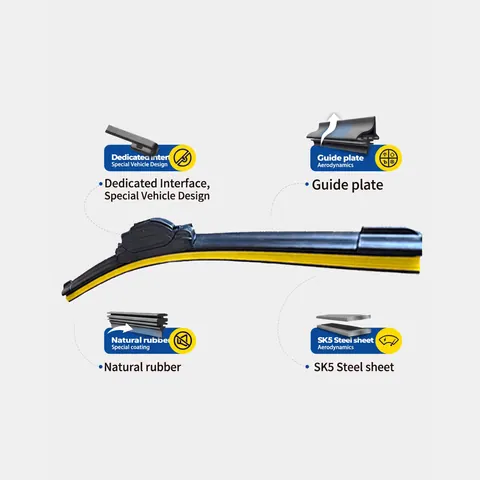 Dedicated Inter
Special Vehicle Design
• Dedicated Interface,
Special Vehicle Design
Guide plate
Aerodynamics
• Guide plate
Natural rubber
Special coating
• Natural rubber
SK5 Steel sheet
Aerodynamics
• SK5 Steel sheet